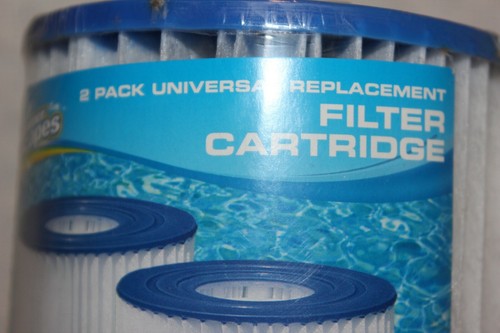 2 PACK UNIVERSAL REPLACEMENT
FILTER
CARTRIDGE